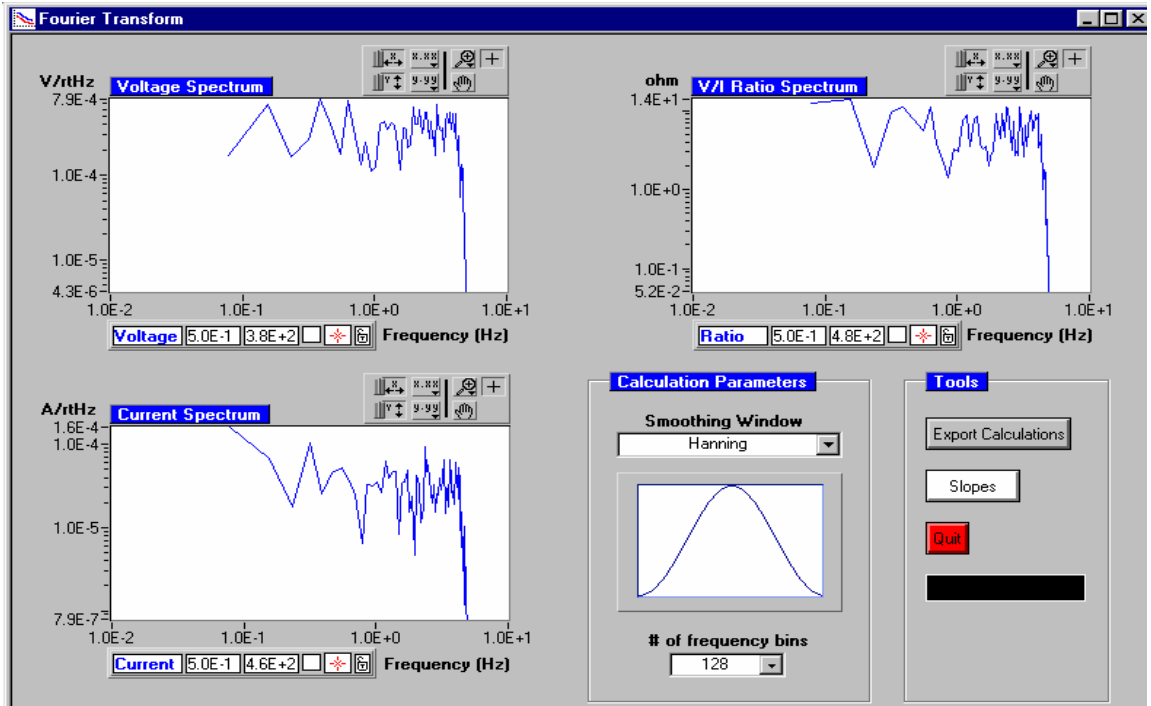 Fourier Transform
V/rtHz
Voltage Spectrum
X.XX
Y.YY
7.9E-4
1.0E-4
1.0E-5
4.3E-6
1.0E-2 1.0E-1 1.0E+0 1.0E+1
Voltage 5.0E-1 3.8E+2 Frequency (Hz)
ohm
V/I Ratio Spectrum
X.XX
Y.YY
1.4E+1
1.0E+0
1.0E-1
5.2E-2
1.0E-2 1.0E-1 1.0E+0 1.0E+1
Ratio 5.0E-1 4.8E+2 Frequency (Hz)
A/rtHz
Current Spectrum
X.XX
Y.YY
1.6E-4
1.0E-4
1.0E-5
7.9E-7
1.0E-2 1.0E-1 1.0E+0 1.0E+1
Current 5.0E-1 4.6E+2 Frequency (Hz)
Calculation Parameters
Smoothing Window
Hanning
# of frequency bins
128
Tools
Export Calculations
Slopes
Quit